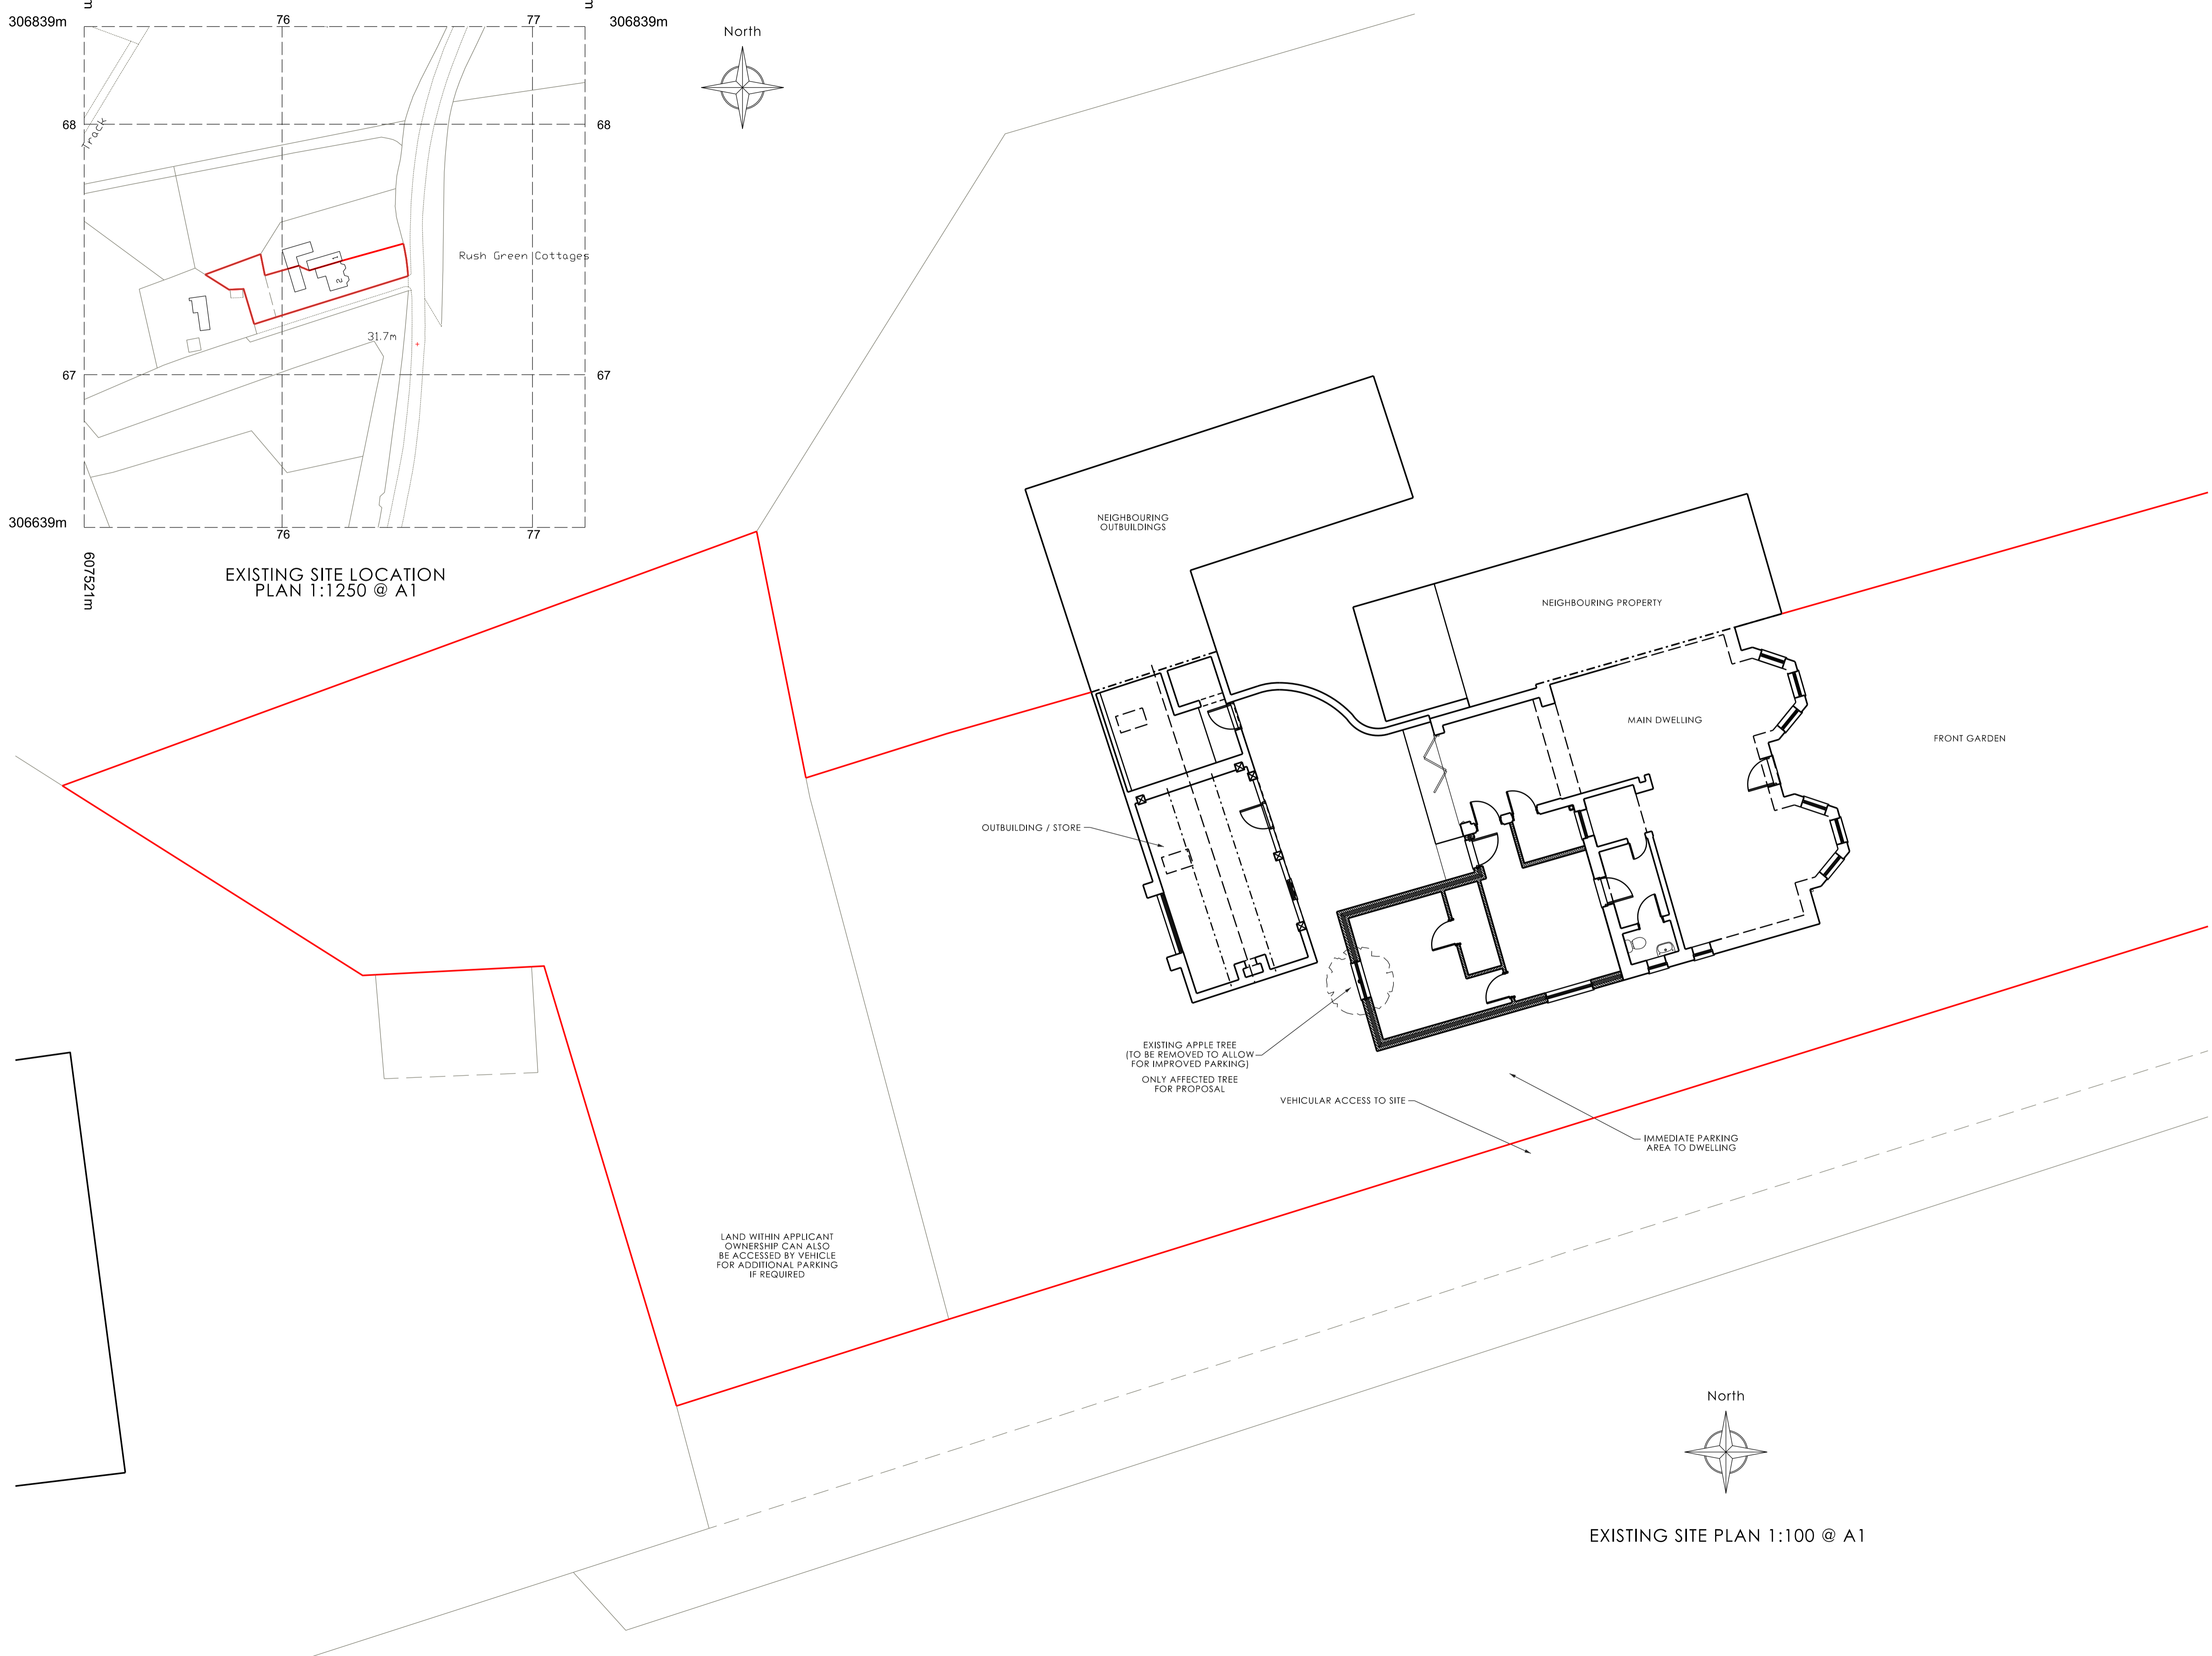 m
m
306839m
76
77
306839m
North
68
68
Track
Rush Green Cottages
1
2
31.7m
67
67
306639m
76
77
607521m
EXISTING SITE LOCATION
PLAN 1:1250 @ A1
NEIGHBOURING
OUTBUILDINGS
NEIGHBOURING PROPERTY
MAIN DWELLING
FRONT GARDEN
OUTBUILDING / STORE
EXISTING APPLE TREE
(TO BE REMOVED TO ALLOW
FOR IMPROVED PARKING)
ONLY AFFECTED TREE
FOR PROPOSAL
VEHICULAR ACCESS TO SITE
IMMEDIATE PARKING
AREA TO DWELLING
LAND WITHIN APPLICANT
OWNERSHIP CAN ALSO
BE ACCESSED BY VEHICLE
FOR ADDITIONAL PARKING
IF REQUIRED
North
EXISTING SITE PLAN 1:100 @ A1